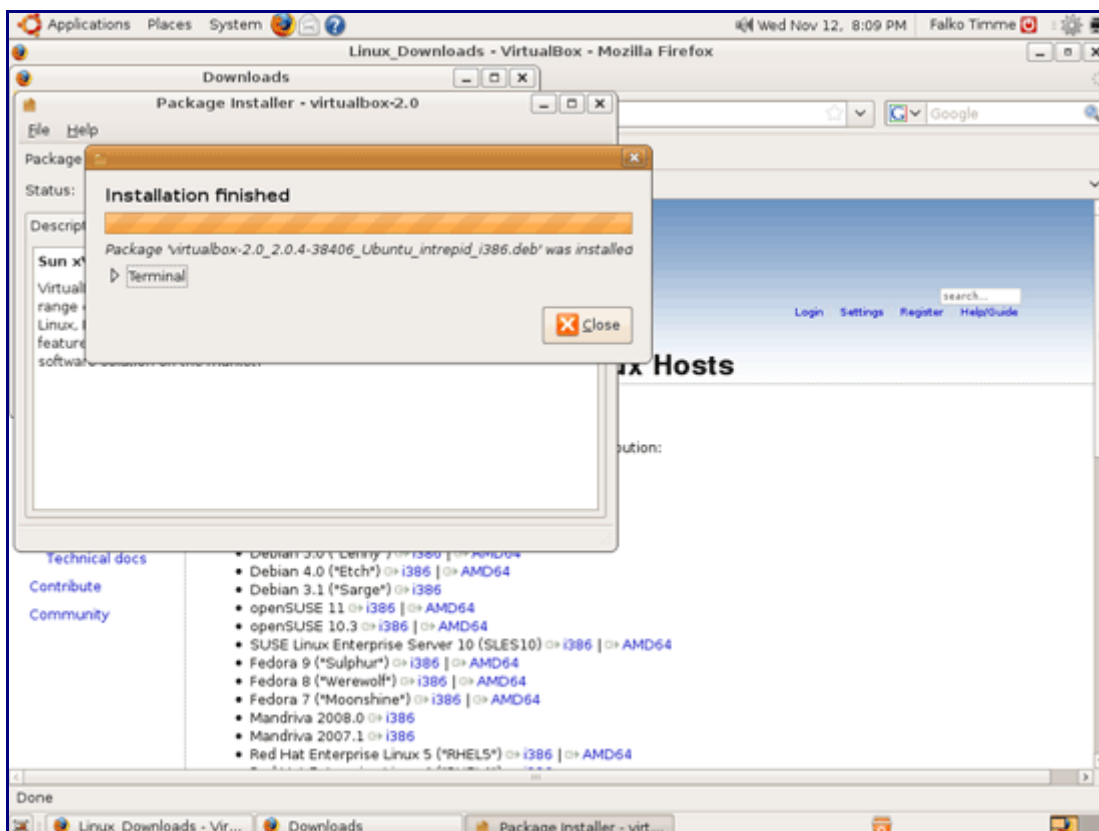 Applications Places System
Wed Nov 12, 8:09 PM Falko Timme
Linux_Downloads - VirtualBox - Mozilla Firefox
Downloads
Package Installer - virtualbox-2.0
Google
File Help
Package
Status:
Installation finished
Descript
Package 'virtualbox-2.0_2.0.4-38406_Ubuntu_intrepid_i386.deb' was installed
Sun
Terminal
Virtual
range
Linux,
feature
Close
search...
Login Settings Register Help/Guide
Hosts
software solution on the market.
bution:
Technical docs
Contribute
Community
• Debian 5.0 ("Lenny") i386 | AMD64
• Debian 4.0 ("Etch") i386 | AMD64
• Debian 3.1 ("Sarge") i386
• openSUSE 11 i386 | AMD64
• openSUSE 10.3 i386 | AMD64
• SUSE Linux Enterprise Server 10 (SLES10) i386 | AMD64
• Fedora 9 ("Sulphur") i386 | AMD64
• Fedora 8 ("Werewolf") i386 | AMD64
• Fedora 7 ("Moonshine") i386 | AMD64
• Mandriva 2008.0 i386
• Mandriva 2007.1 i386
• Red Hat Enterprise Linux 5 ("RHEL5") i386 | AMD64
Done
Linux_Downloads - Vir...
Downloads
Package Installer - virt...